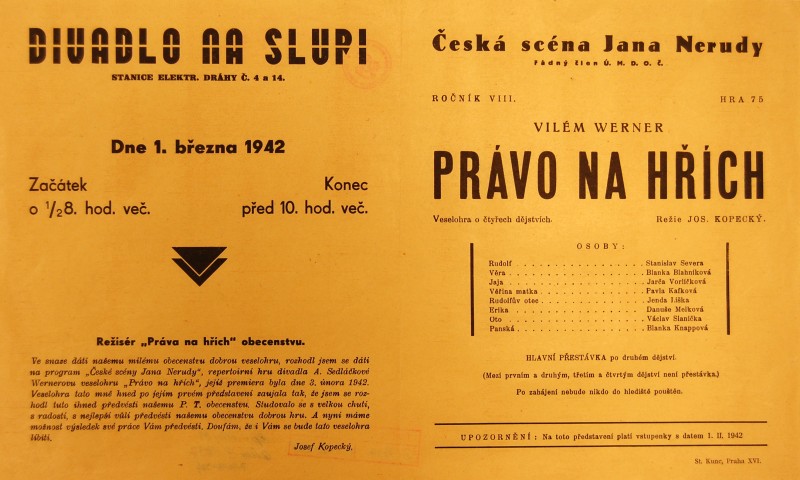 DIVADLO NA SLUPI
STANICE ELEKTR. DRÁHY Č. 4 a 14.
Dne 1. března 1942
Začátek
o 1/28. hod. več.
Konec
před 10. hod. več.
Režisér „Práva na hřích" obecenstvu.
Ve snaze dáti našemu milému obecenstvu dobrou veselohru, rozhodl jsem se dáti
na program „České scény Jana Nerudy", repertoirní hru divadla A. Sedláčkové
Wernerovu veselohru „Právo na hřích", jejíž premiera byla dne 3. února 1942.
Veselohra tato mně hned po jejím prvém představení zaujala tak, že jsem se roz-
hodl tuto ihned předvésti našemu P. T. obecenstvu. Studovalo se s velkou chutí,
s radostí, s nejlepší vůlí předvésti našemu obecenstvu dobrou hru. A nyní máme
možnost výsledek své práce Vám předvésti. Doufám, že i Vám se bude tato veselohra
líbiti.
Josef Kopecký.
Česká scéna Jana Nerudy
Řádný člen Ú. M. D. O. Č.
ROČNÍK VIII.
HRA 75
VILÉM WERNER
PRÁVO NA HŘÍCH
Veselohra o čtyřech dějstvích.
Režie JOS. KOPECKÝ.
OSOBY:
Rudolf . . . . . . . . . . . . . . . Stanislav Severa
Věra . . . . . . . . . . . . . . . Blanka Blahníková
Jaja . . . . . . . . . . . . . . . Jarča Vorlíčková
Věřina matka . . . . . . . . . . . . . . . Pavla Kafková
Rudolfův otec . . . . . . . . . . . . . . . Jenda Liška
Erika . . . . . . . . . . . . . . . Danuše Melková
Oto . . . . . . . . . . . . . . . Václav Slanička
Panská . . . . . . . . . . . . . . . Blanka Knappová
HLAVNÍ PŘESTÁVKA po druhém dějství.
(Mezi prvním a druhým, třetím a čtvrtým dějství není přestávka.)
Po zahájení nebude nikdo do hlediště pouštěn.
UPOZORNĚNÍ : Na toto představení platí vstupenky s datem 1. II. 1942
St. Kunc, Praha XVI.